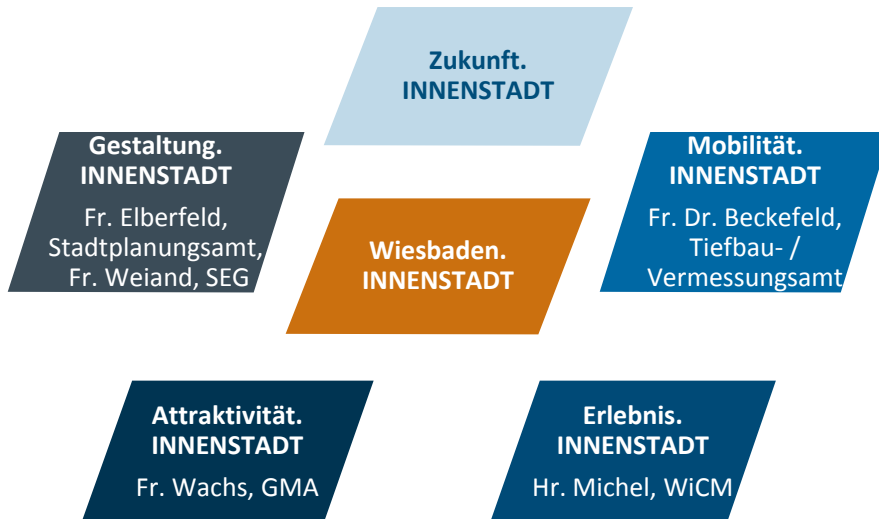 Zukunft.
INNENSTADT
Gestaltung.
INNENSTADT
Fr. Elberfeld,
Stadtplanungsamt,
Fr. Weiand, SEG
Mobilität.
INNENSTADT
Fr. Dr. Beckefeld,
Tiefbau- /
Vermessungsamt
Wiesbaden.
INNENSTADT
Attraktivität.
INNENSTADT
Fr. Wachs, GMA
Erlebnis.
INNENSTADT
Hr. Michel, WiCM